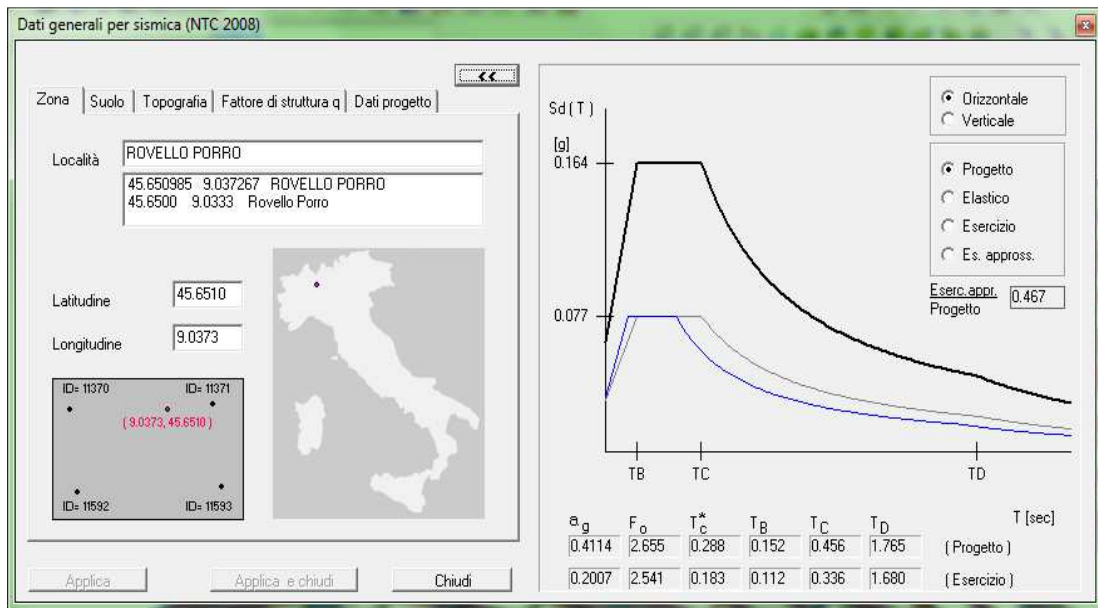 Dati generali per sismica (NTC 2008)
<<
Zona Suolo Topografia Fattore di struttura q Dati progetto
Località ROVELLO PORRO
45.650985 9.037267 ROVELLO PORRO
45.6500 9.0333 Rovello Porro
Latitudine 45.6510
Longitudine 9.0373
ID= 11370 ID= 11371
( 9.0373, 45.6510 )
ID= 11592 ID= 11593
Applica Applica e chiudi Chiudi
Sd ( T )
[g]
0.164
0.077
TB TC TD
T [sec]
Orizzontale
Verticale
Progetto
Elastico
Esercizio
Es. appross.
Eserc.appr.
Progetto
0.467
ag Fo Tc* TB TC TD
0.4114 2.655 0.288 0.152 0.456 1.765 ( Progetto )
0.2007 2.541 0.183 0.112 0.336 1.680 ( Esercizio )